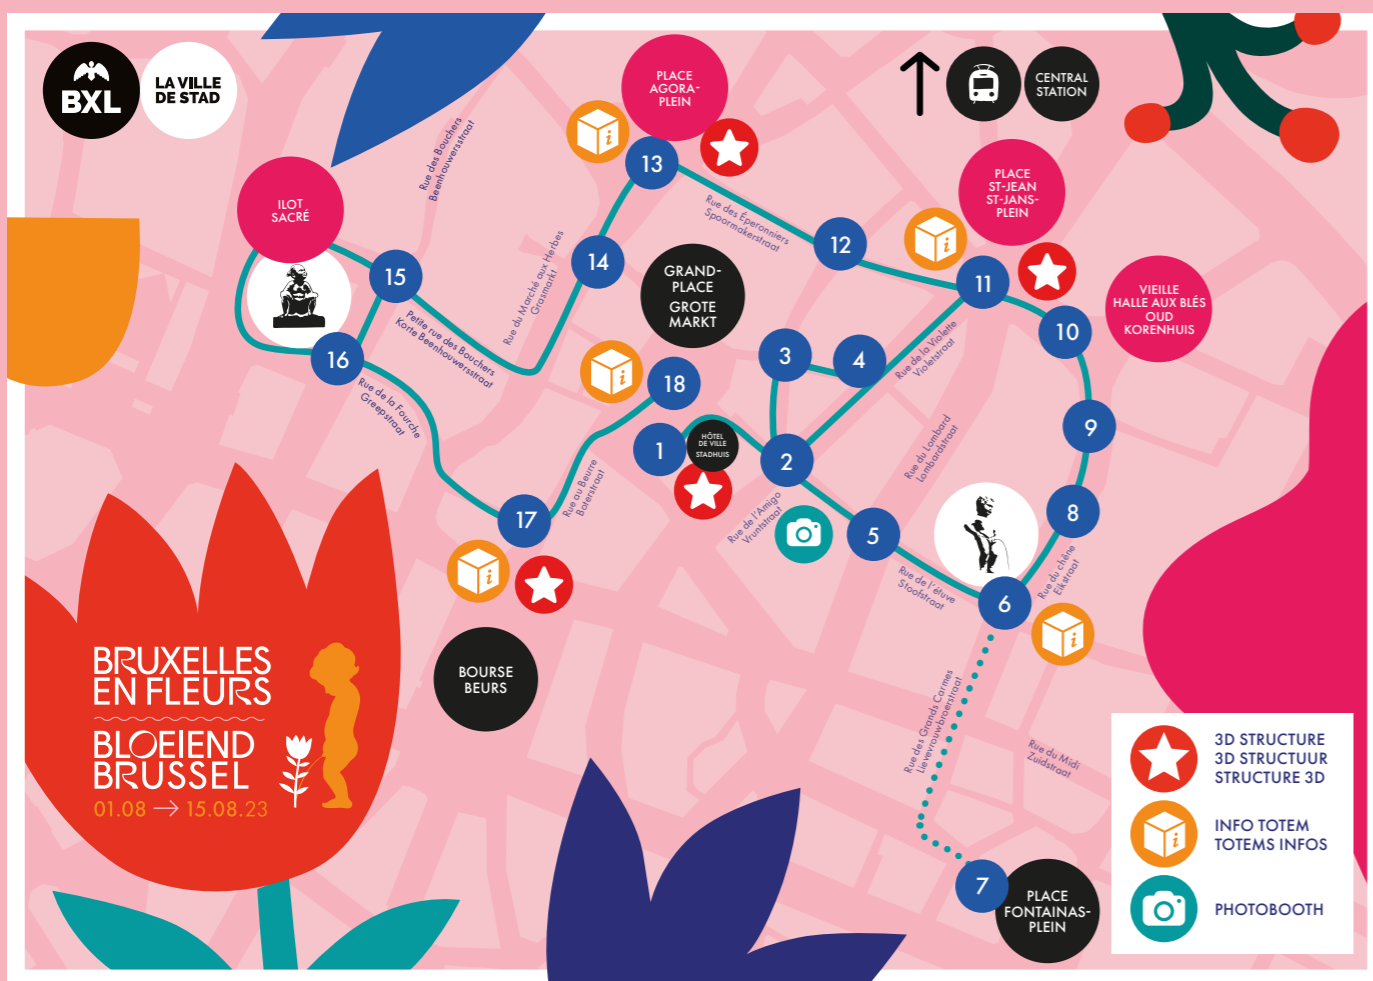 BXL
LA VILLE
DE STAD
PLACE
AGORA-
PLEIN
CENTRAL
STATION
13
Rue des Bouchers
Beenhouwersstraat
ILOT
SACRÉ
PLACE
ST-JEAN
ST-JANS-
PLEIN
Rue des Éperonniers
Spoormakerstraat
12
14
15
Rue du Marché aux Herbes
Grasmarkt
GRAND-
PLACE
GROTE
MARKT
11
VIEILLE
HALLE AUX BLÉS
OUD
KORENHUIS
10
Petite rue des Bouchers
Korte Beenhouwersstraat
16
Rue de la Fourche
Greepstraat
3
4
Rue de la Violette
Violetstraat
18
1
HÔTEL
DE VILLE
STADHUIS
2
9
Rue du Lombard
Lombardstraat
Rue au Beurre
Boterstraat
17
Rue de l'Amigo
Vruntstraat
5
8
Rue de l'étuve
Stoofstraat
Rue du chêne
Eikstraat
6
BOURSE
BEURS
Rue des Grands Carmes
Lievevrouwbroerstraat
Rue du Midi
Zuidstraat
7
PLACE
FONTAINAS-
PLEIN
BRUXELLES
EN FLEURS
BLOEIEND
BRUSSEL
01.08 → 15.08.23
3D STRUCTURE
3D STRUCTUUR
STRUCTURE 3D
INFO TOTEM
TOTEMS INFOS
PHOTOBOOTH